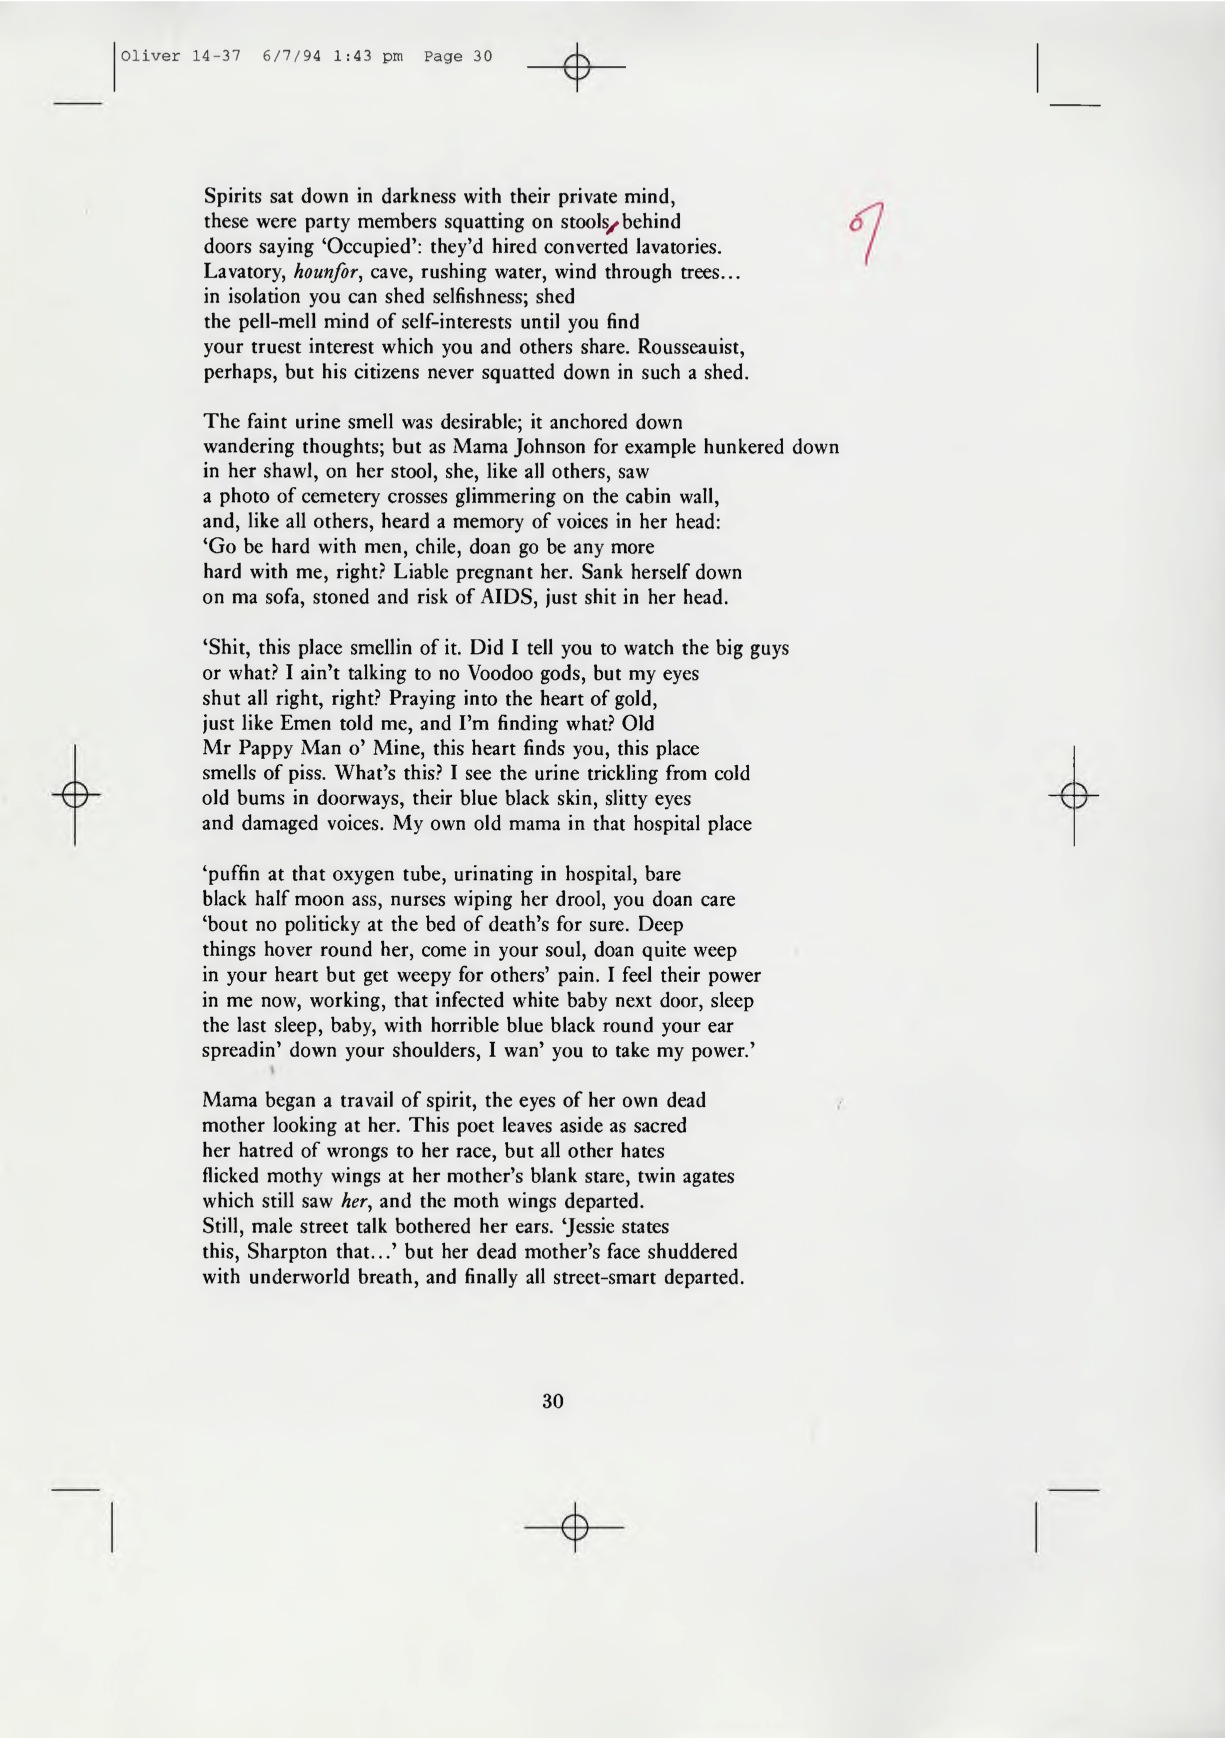 Oliver 14-37 6/7/94 1:43 pm Page 30
Spirits sat down in darkness with their private mind,
these were party members squatting on stools, behind
doors saying ‘Occupied’: they’d hired converted lavatories.
Lavatory, hounfor, cave, rushing water, wind through trees...
in isolation you can shed selfishness; shed
the pell-mell mind of self-interests until you find
your truest interest which you and others share. Rousseauist,
perhaps, but his citizens never squatted down in such a shed.

The faint urine smell was desirable; it anchored down
wandering thoughts; but as Mama Johnson for example hunkered down
in her shawl, on her stool, she, like all others, saw
a photo of cemetery crosses glimmering on the cabin wall,
and, like all others, heard a memory of voices in her head:
‘Go be hard with men, chile, doan go be any more
hard with me, right? Liable pregnant her. Sank herself down
on ma sofa, stoned and risk of AIDS, just shit in her head.

‘Shit, this place smellin of it. Did I tell you to watch the big guys
or what? I ain’t talking to no Voodoo gods, but my eyes
shut all right, right? Praying into the heart of gold,
just like Emen told me, and I’m finding what? Old
Mr Pappy Man o’ Mine, this heart finds you, this place
smells of piss. What’s this? I see the urine trickling from cold
old bums in doorways, their blue black skin, slitty eyes
and damaged voices. My own old mama in that hospital place

‘puffin at that oxygen tube, urinating in hospital, bare
black half moon ass, nurses wiping her drool, you doan care
‘bout no politicky at the bed of death’s for sure. Deep
things hover round her, come in your soul, doan quite weep
in your heart but get weepy for others’ pain. I feel their power
in me now, working, that infected white baby next door, sleep
the last sleep, baby, with horrible blue black round your ear
spreadin’ down your shoulders, I wan’ you to take my power.’

Mama began a travail of spirit, the eyes of her own dead
mother looking at her. This poet leaves aside as sacred
her hatred of wrongs to her race, but all other hates
flicked mothy wings at her mother’s blank stare, twin agates
which still saw her, and the moth wings departed.
Still, male street talk bothered her ears. ‘Jessie states
this, Sharpton that...’ but her dead mother’s face shuddered
with underworld breath, and finally all street-smart departed.

30